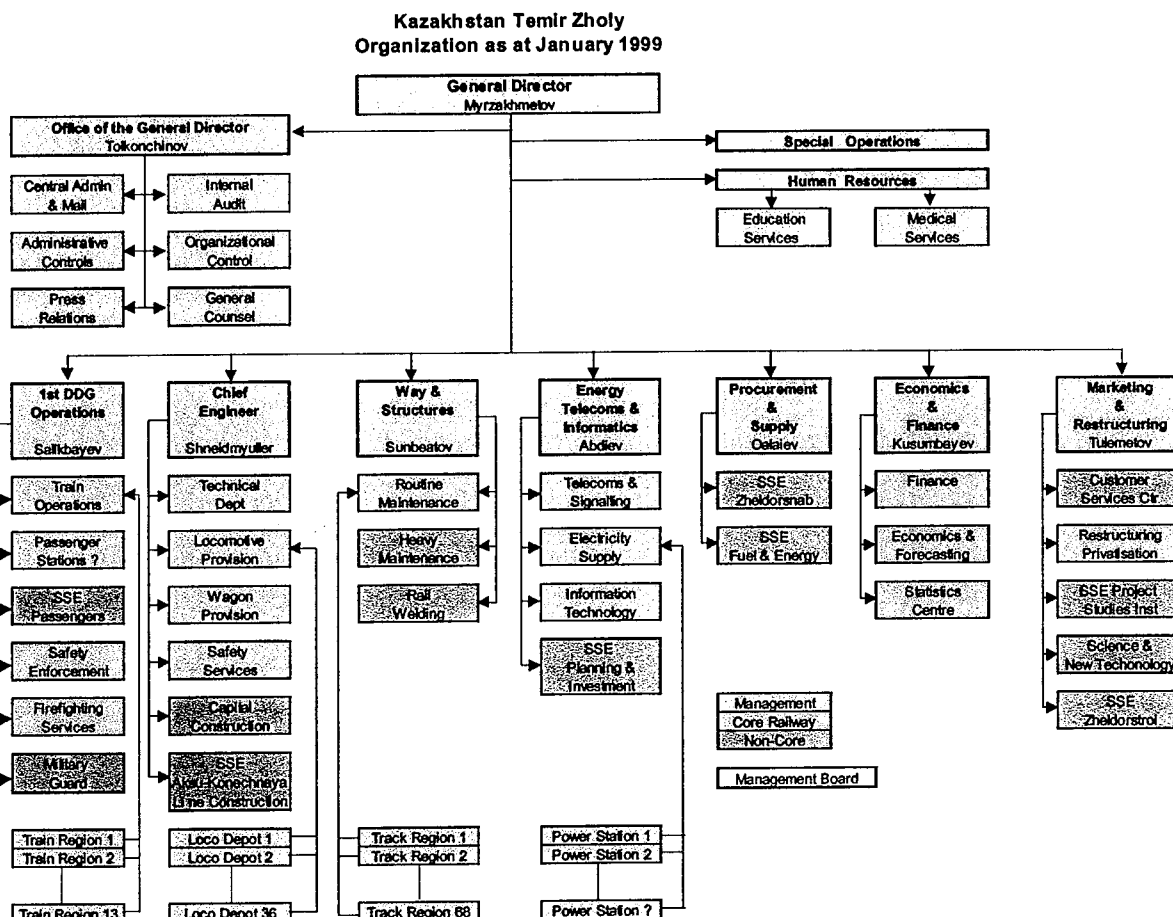 Kazakhstan Temir Zholy
Organization as at January 1999
General Director
Myrzakhmetov
Office of the General Director
Tolkonchinov
Special Operations
Human Resources
Central Admin
& Mail
Internal
Audit
Education
Services
Medical
Services
Administrative
Controls
Organizational
Control
Press
Relations
General
Counsel
1st DDG
Operations
Salikbayev
Chief
Engineer
Shneidmyuller
Way &
Structures
Sunbeatov
Energy
Telecoms &
Informatics
Abdiev
Procurement
&
Supply
Oalaiev
Economics
&
Finance
Kusumbayev
Marketing
&
Restructuring
Tulemetov
Train
Operations
Passenger
Stations ?
SSE
Passengers
Safety
Enforcement
Firefighting
Services
Military
Guard
Train Region 1
Train Region 2
Train Region 13
Technical
Dept
Locomotive
Provision
Wagon
Provision
Safety
Services
Capital
Construction
SSE
Aksu-Konechnaya
Line Construction
Loco Depot 1
Loco Depot 2
Loco Depot 36
Routine
Maintenance
Heavy
Maintenance
Rail
Welding
Track Region 1
Track Region 2
Track Region 68
Telecoms &
Signalling
Electricity
Supply
Information
Technology
SSE
Planning &
Investment
Power Station 1
Power Station 2
Power Station ?
SSE
Zheldorsnab
SSE
Fuel & Energy
Finance
Economics &
Forecasting
Statistics
Centre
Customer
Services Ctr
Restructuring
Privatisation
SSE Project
Studies Inst
Science &
New Techonology
SSE
Zheldorstroi
Management
Core Railway
Non-Core
Management Board